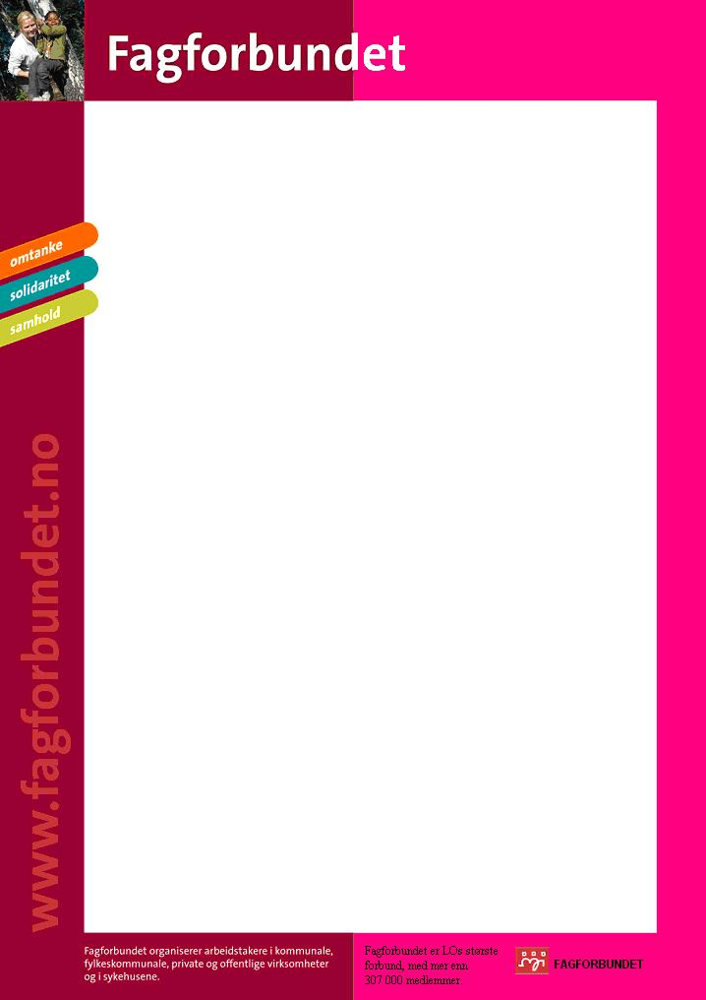 Fagforbundet
omtanke
solidaritet
samhold
www.fagforbundet.no
Fagforbundet organiserer arbeidstakere i kommunale,
fylkeskommunale, private og offentlige virksomheter
og i sykehusene.
Fagforbundet er LOs største
forbund, med mer enn
307 000 medlemmer
FAGFORBUNDET